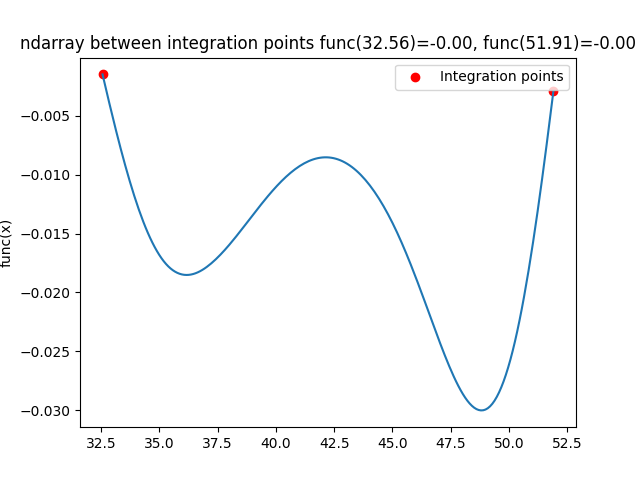 ndarray between integration points func(32.56)=-0.00, func(51.91)=-0.00
Integration points
func(x)
−0.005
−0.010
−0.015
−0.020
−0.025
−0.030
32.5 35.0 37.5 40.0 42.5 45.0 47.5 50.0 52.5